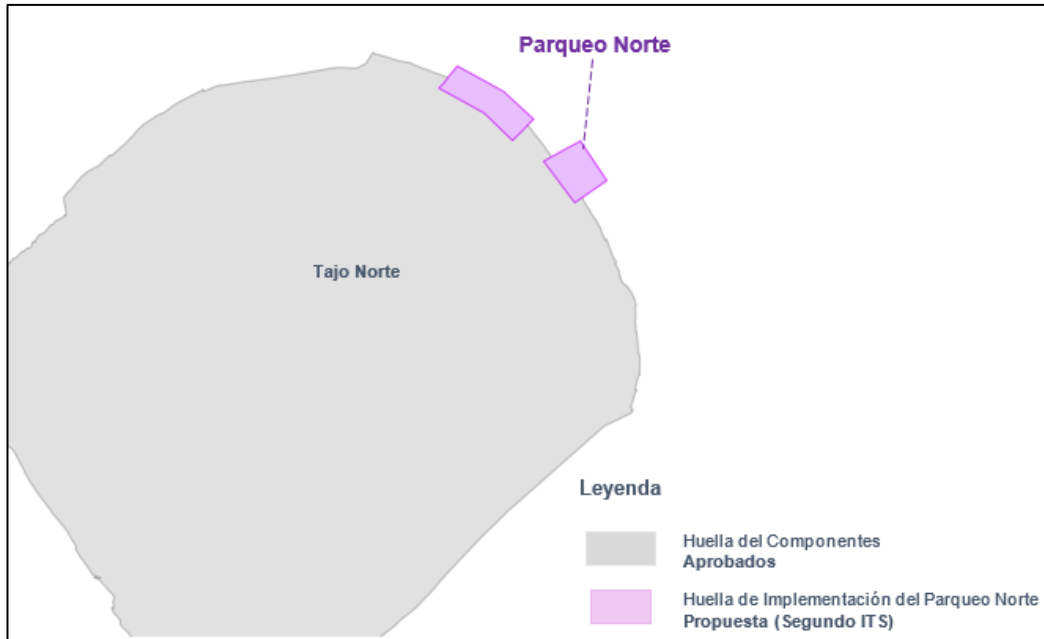 Parqueo Norte
Tajo Norte
Leyenda
Huella del Componentes
Aprobados
Huella de Implementación del Parqueo Norte
Propuesta (Segundo ITS)